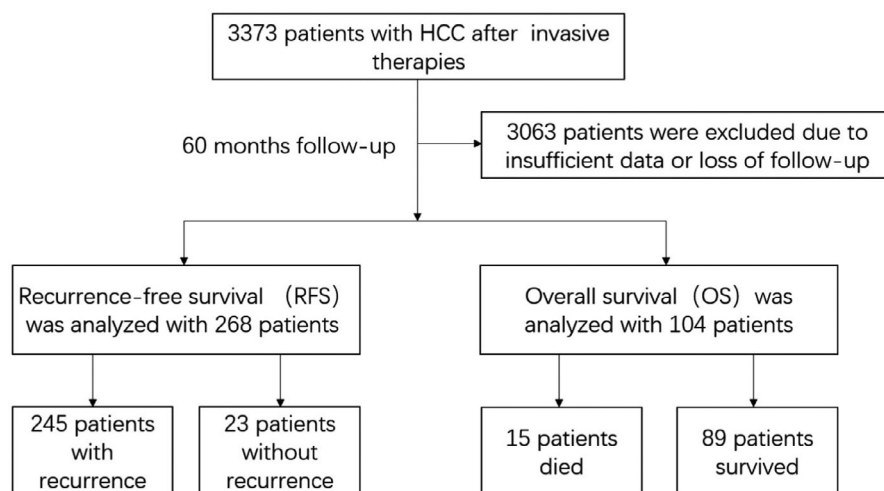 3373 patients with HCC after invasive
therapies
60 months follow-up
3063 patients were excluded due to
insufficient data or loss of follow-up
Recurrence-free survival （RFS）
was analyzed with 268 patients
Overall survival（OS）was
analyzed with 104 patients
245 patients
with
recurrence
23 patients
without
recurrence
15 patients
died
89 patients
survived